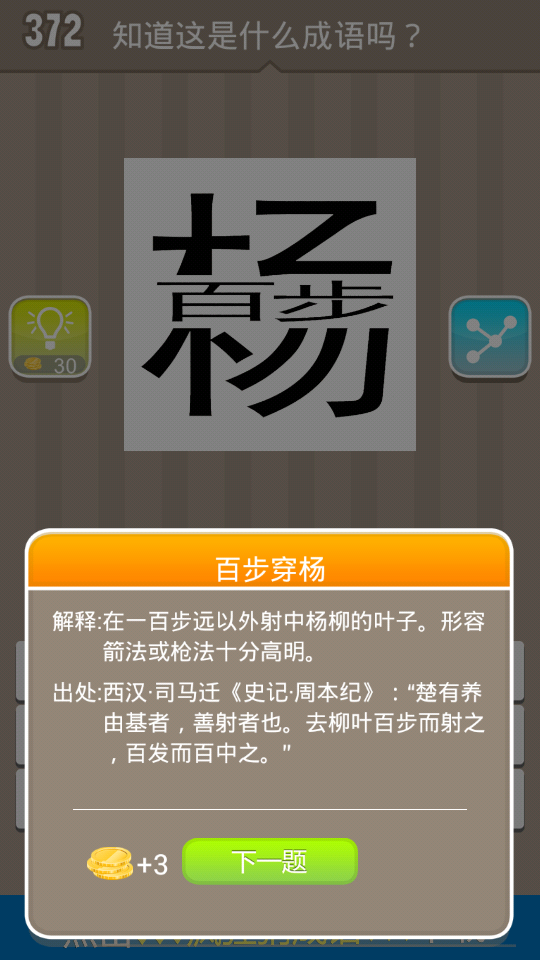 372 知道这是什么成语吗？
杨
百步
30
百步穿杨
解释:在一百步远以外射中杨柳的叶子。形容
箭法或枪法十分高明。
出处:西汉·司马迁《史记·周本纪》：“楚有养
由基者，善射者也。去柳叶百步而射之
，百发而百中之。”
+3 下一题